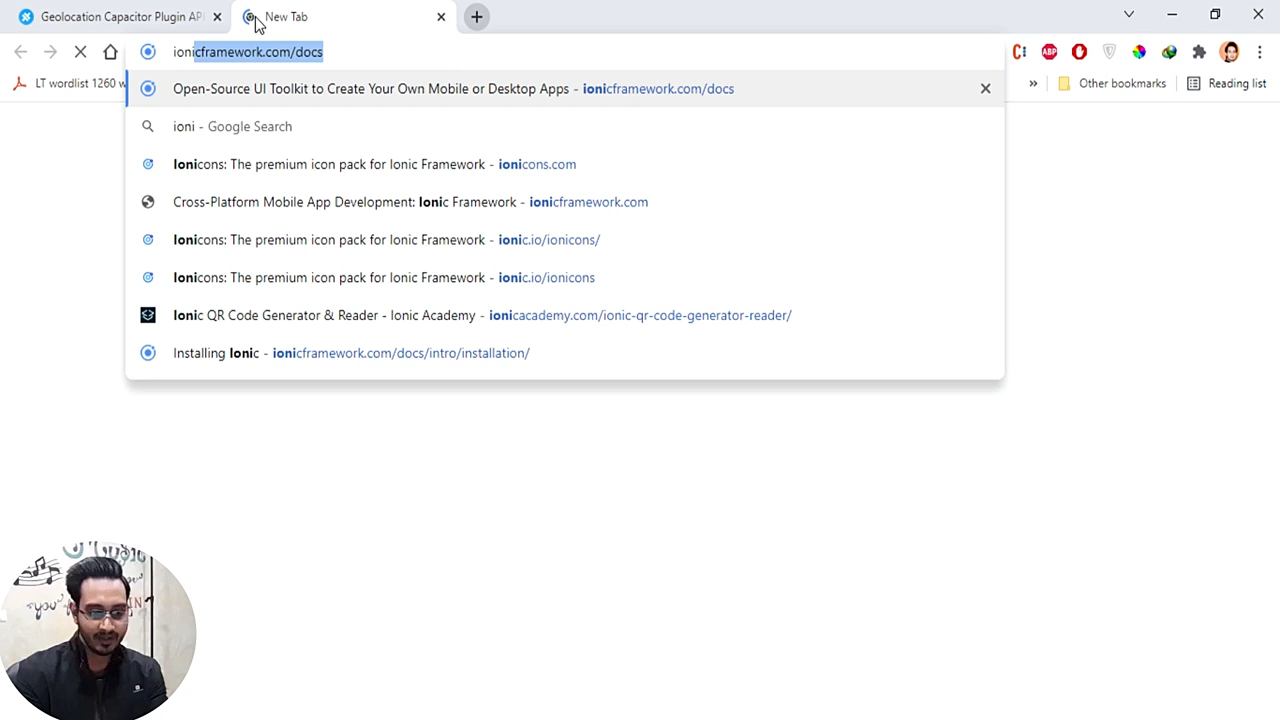 Geolocation Capacitor Plugin API
New Tab
ionicframework.com/docs
LT wordlist 1260 w
Other bookmarks
Reading list
Open-Source UI Toolkit to Create Your Own Mobile or Desktop Apps - ionicframework.com/docs
ioni - Google Search
Ionicons: The premium icon pack for Ionic Framework - ionicons.com
Cross-Platform Mobile App Development: Ionic Framework - ionicframework.com
Ionicons: The premium icon pack for Ionic Framework - ionic.io/ionicons/
Ionicons: The premium icon pack for Ionic Framework - ionic.io/ionicons
Ionic QR Code Generator & Reader - Ionic Academy - ionicacademy.com/ionic-qr-code-generator-reader/
Installing Ionic - ionicframework.com/docs/intro/installation/
ABP